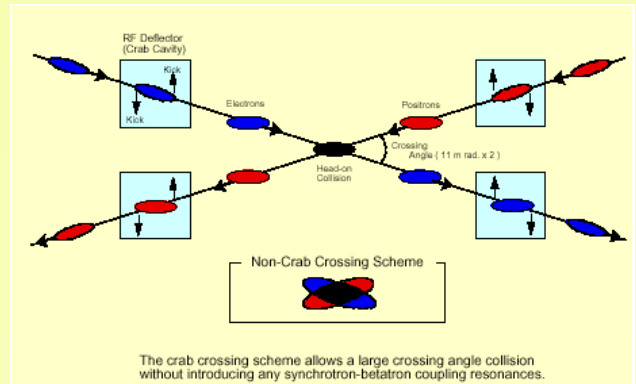 RF Deflector
(Crab Cavity)
Kick
Kick
Electrons
Positrons
Crossing
Angle ( 11 m rad. x 2 )
Head-on
Collision
Non-Crab Crossing Scheme
The crab crossing scheme allows a large crossing angle collision
without introducing any synchrotron-betatron coupling resonances.